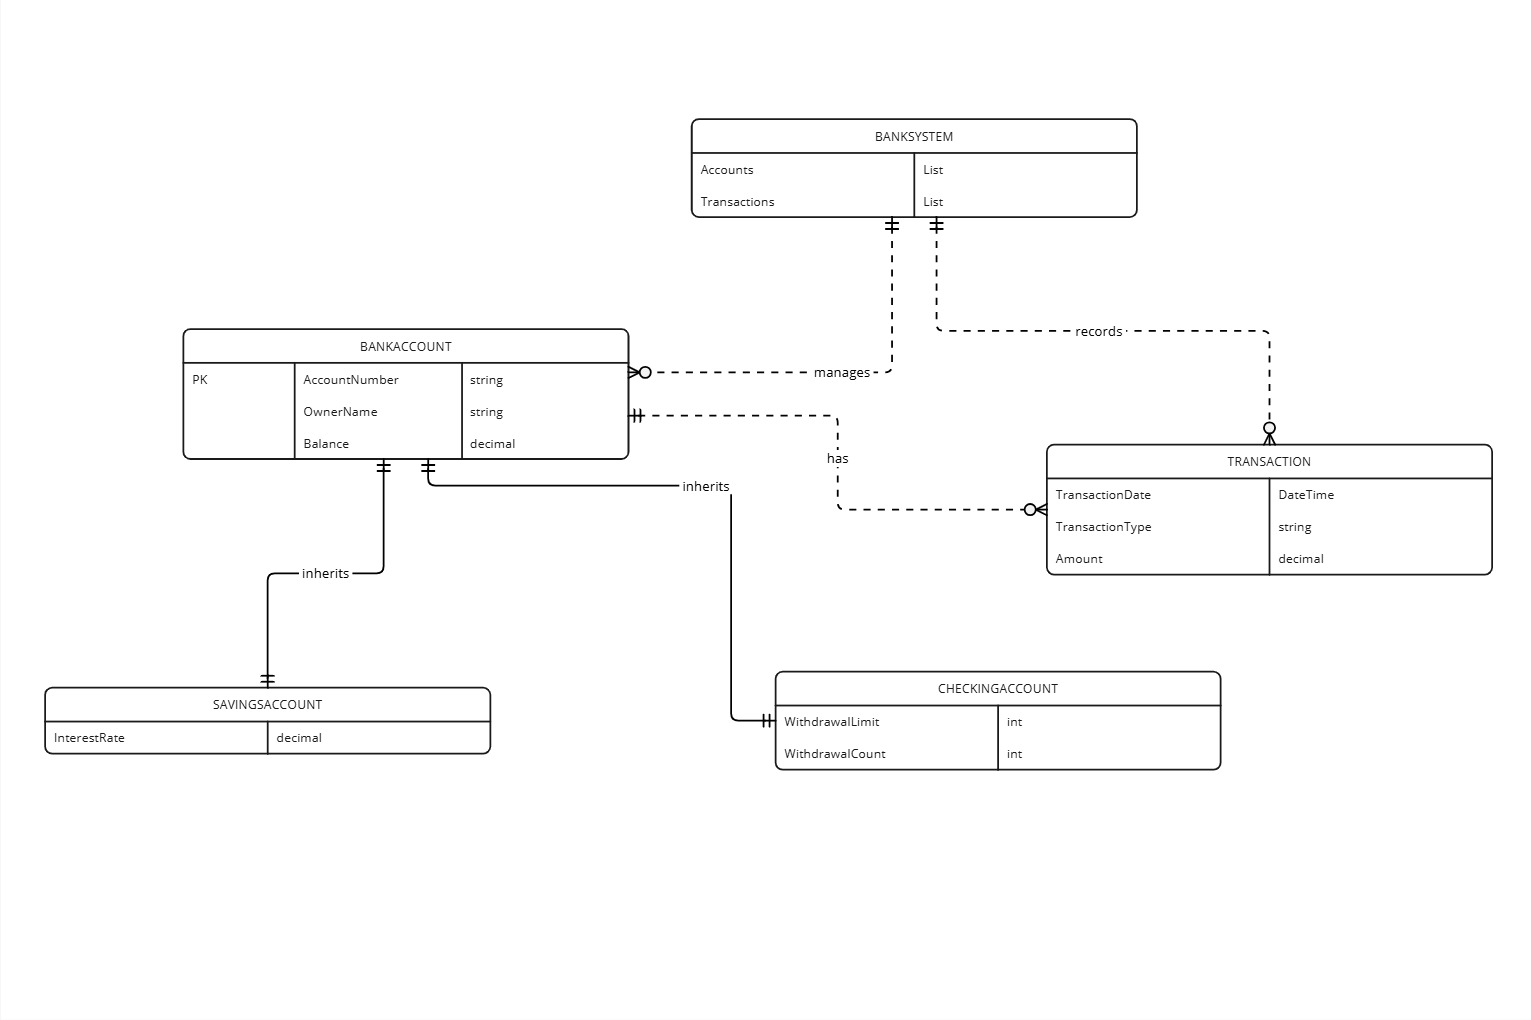 BANKSYSTEM
Accounts List
Transactions List
records
BANKACCOUNT
manages
PK AccountNumber string
OwnerName string
Balance decimal
has
TRANSACTION
TransactionDate DateTime
TransactionType string
Amount decimal
inherits
inherits
SAVINGSACCOUNT
InterestRate decimal
CHECKINGACCOUNT
WithdrawalLimit int
WithdrawalCount int